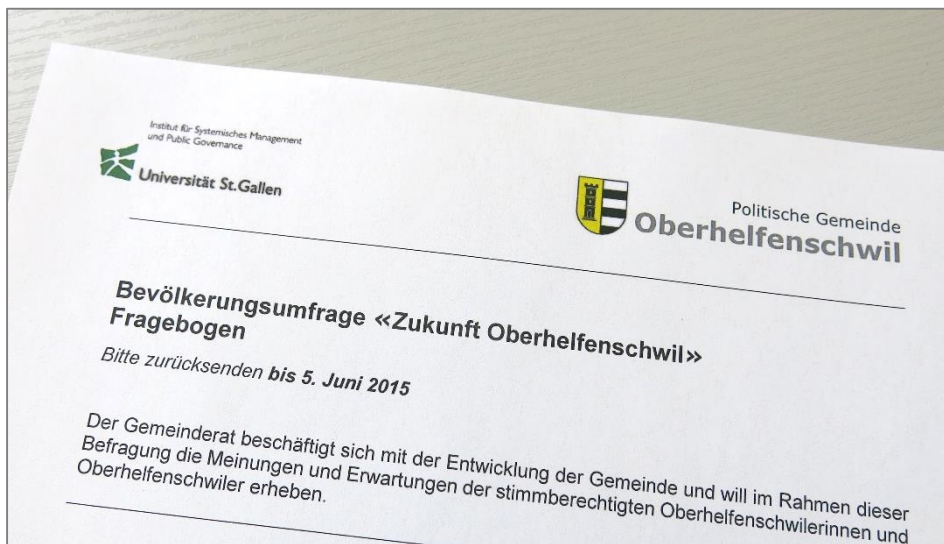 Institut für Systemisches Management
und Public Governance
Universität St.Gallen
Politische Gemeinde
Oberhelfenschwil
Bevölkerungsumfrage «Zukunft Oberhelfenschwil»
Fragebogen
Bitte zurücksenden bis 5. Juni 2015
Der Gemeinderat beschäftigt sich mit der Entwicklung der Gemeinde und will im Rahmen dieser
Befragung die Meinungen und Erwartungen der stimmberechtigten Oberhelfenschwilerinnen und
Oberhelfenschwiler erheben.